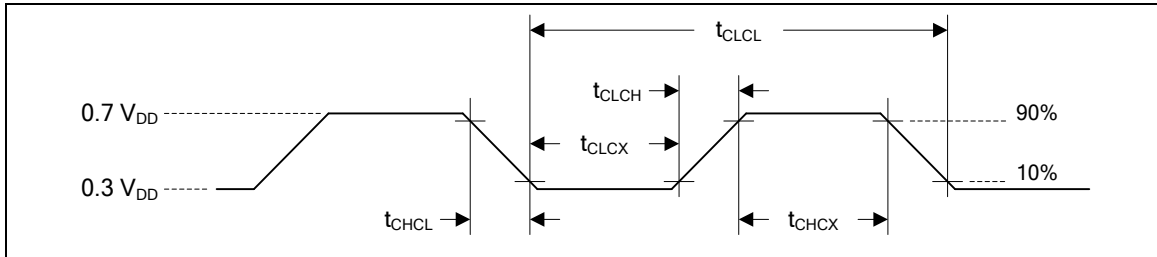 tCLCL
tCLCH
0.7 VDD
90%
tCLCX
0.3 VDD
10%
tCHCL
tCHCX